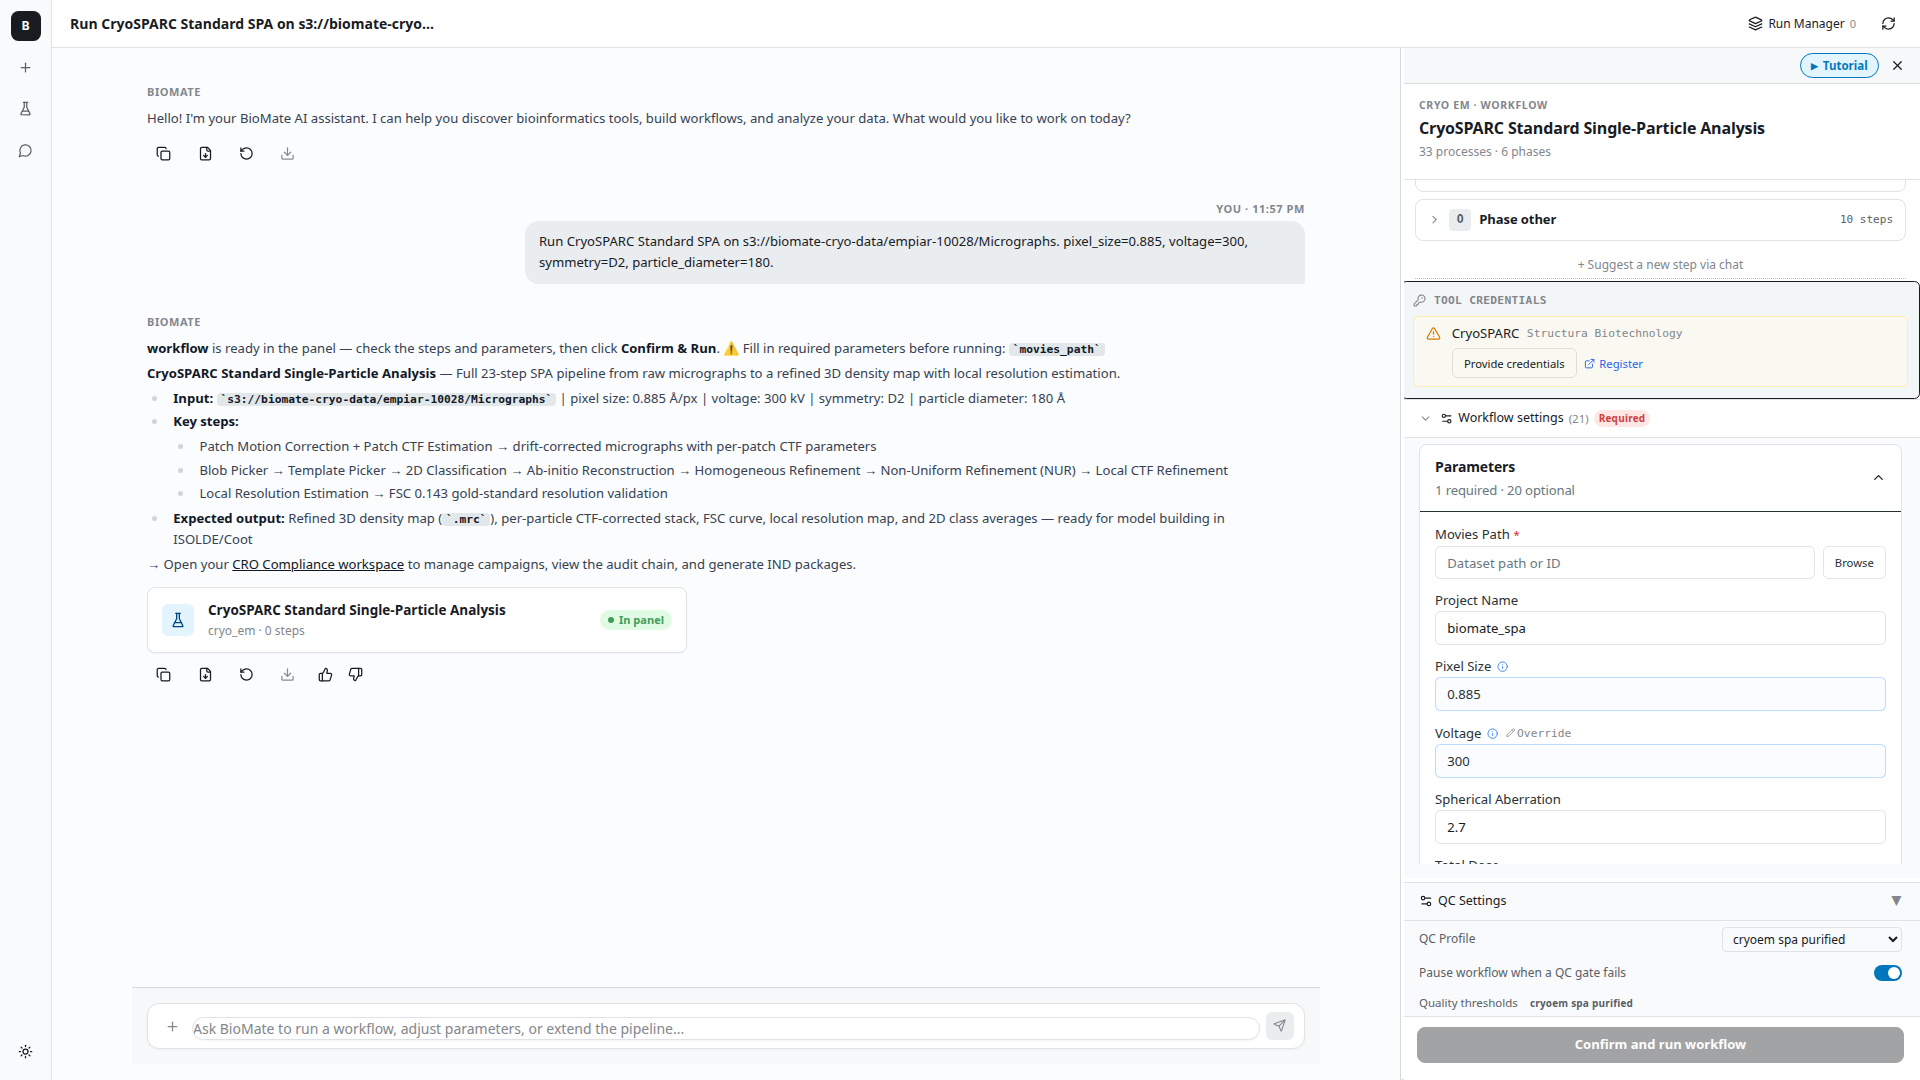 B
Run CryoSPARC Standard SPA on s3://biomate-cryo...
Run Manager 0
BIOMATE
Hello! I'm your BioMate AI assistant. I can help you discover bioinformatics tools, build workflows, and analyze your data. What would you like to work on today?
YOU · 11:57 PM
Run CryoSPARC Standard SPA on s3://biomate-cryo-data/empiar-10028/Micrographs. pixel_size=0.885, voltage=300,
symmetry=D2, particle_diameter=180.
BIOMATE
workflow is ready in the panel — check the steps and parameters, then click Confirm & Run. ⚠️ Fill in required parameters before running: `movies_path`
CryoSPARC Standard Single-Particle Analysis — Full 23-step SPA pipeline from raw micrographs to a refined 3D density map with local resolution estimation.
Input: `s3://biomate-cryo-data/empiar-10028/Micrographs` | pixel size: 0.885 Å/px | voltage: 300 kV | symmetry: D2 | particle diameter: 180 Å
Key steps:
Patch Motion Correction + Patch CTF Estimation → drift-corrected micrographs with per-patch CTF parameters
Blob Picker → Template Picker → 2D Classification → Ab-initio Reconstruction → Homogeneous Refinement → Non-Uniform Refinement (NUR) → Local CTF Refinement
Local Resolution Estimation → FSC 0.143 gold-standard resolution validation
Expected output: Refined 3D density map (`.mrc`), per-particle CTF-corrected stack, FSC curve, local resolution map, and 2D class averages — ready for model building in
ISOLDE/Coot
→ Open your CRO Compliance workspace to manage campaigns, view the audit chain, and generate IND packages.
CryoSPARC Standard Single-Particle Analysis
cryo_em · 0 steps
In panel
Ask BioMate to run a workflow, adjust parameters, or extend the pipeline...
▶ Tutorial
CRYO EM · WORKFLOW
CryoSPARC Standard Single-Particle Analysis
33 processes · 6 phases
0 Phase other 10 steps
+ Suggest a new step via chat
TOOL CREDENTIALS
CryoSPARC Structura Biotechnology
Provide credentials Register
Workflow settings (21) Required
Parameters
1 required · 20 optional
Movies Path *
Dataset path or ID Browse
Project Name
biomate_spa
Pixel Size
0.885
Voltage Override
300
Spherical Aberration
2.7
Total Dose
QC Settings ▼
QC Profile cryoem spa purified
Pause workflow when a QC gate fails
Quality thresholds cryoem spa purified
Confirm and run workflow